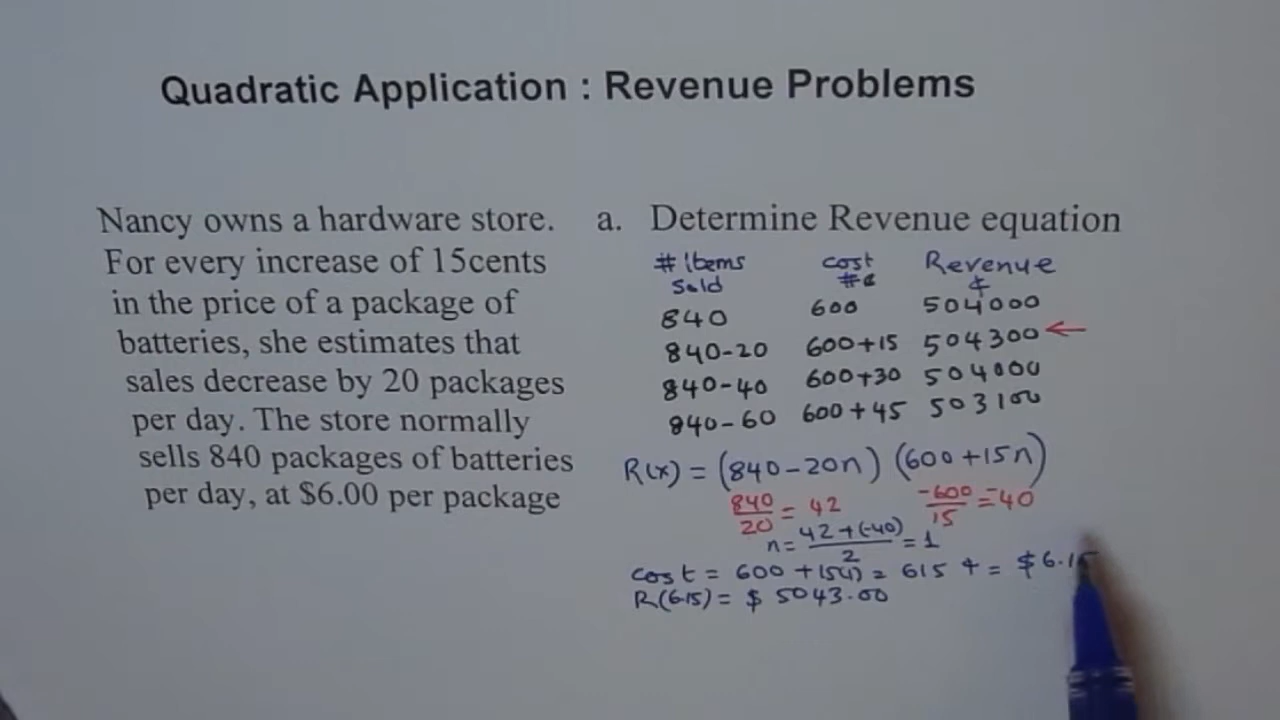 Quadratic Application : Revenue Problems
Nancy owns a hardware store.
For every increase of 15cents
in the price of a package of
batteries, she estimates that
sales decrease by 20 packages
per day. The store normally
sells 840 packages of batteries
per day, at $6.00 per package
a. Determine Revenue equation
# Items cost Revenue
Sold #¢ ¢
840 600 504000
840-20 600+15 504300 ←
840-40 600+30 504000
840-60 600+45 503100
R(x) = (840-20n) (600+15n)
840/20 = 42 -600/15 = -40
n = 42+(-40)/2 = 1
cost = 600 + 15(1) = 615 ¢ = $6.15
R(6.15) = $ 5043.00